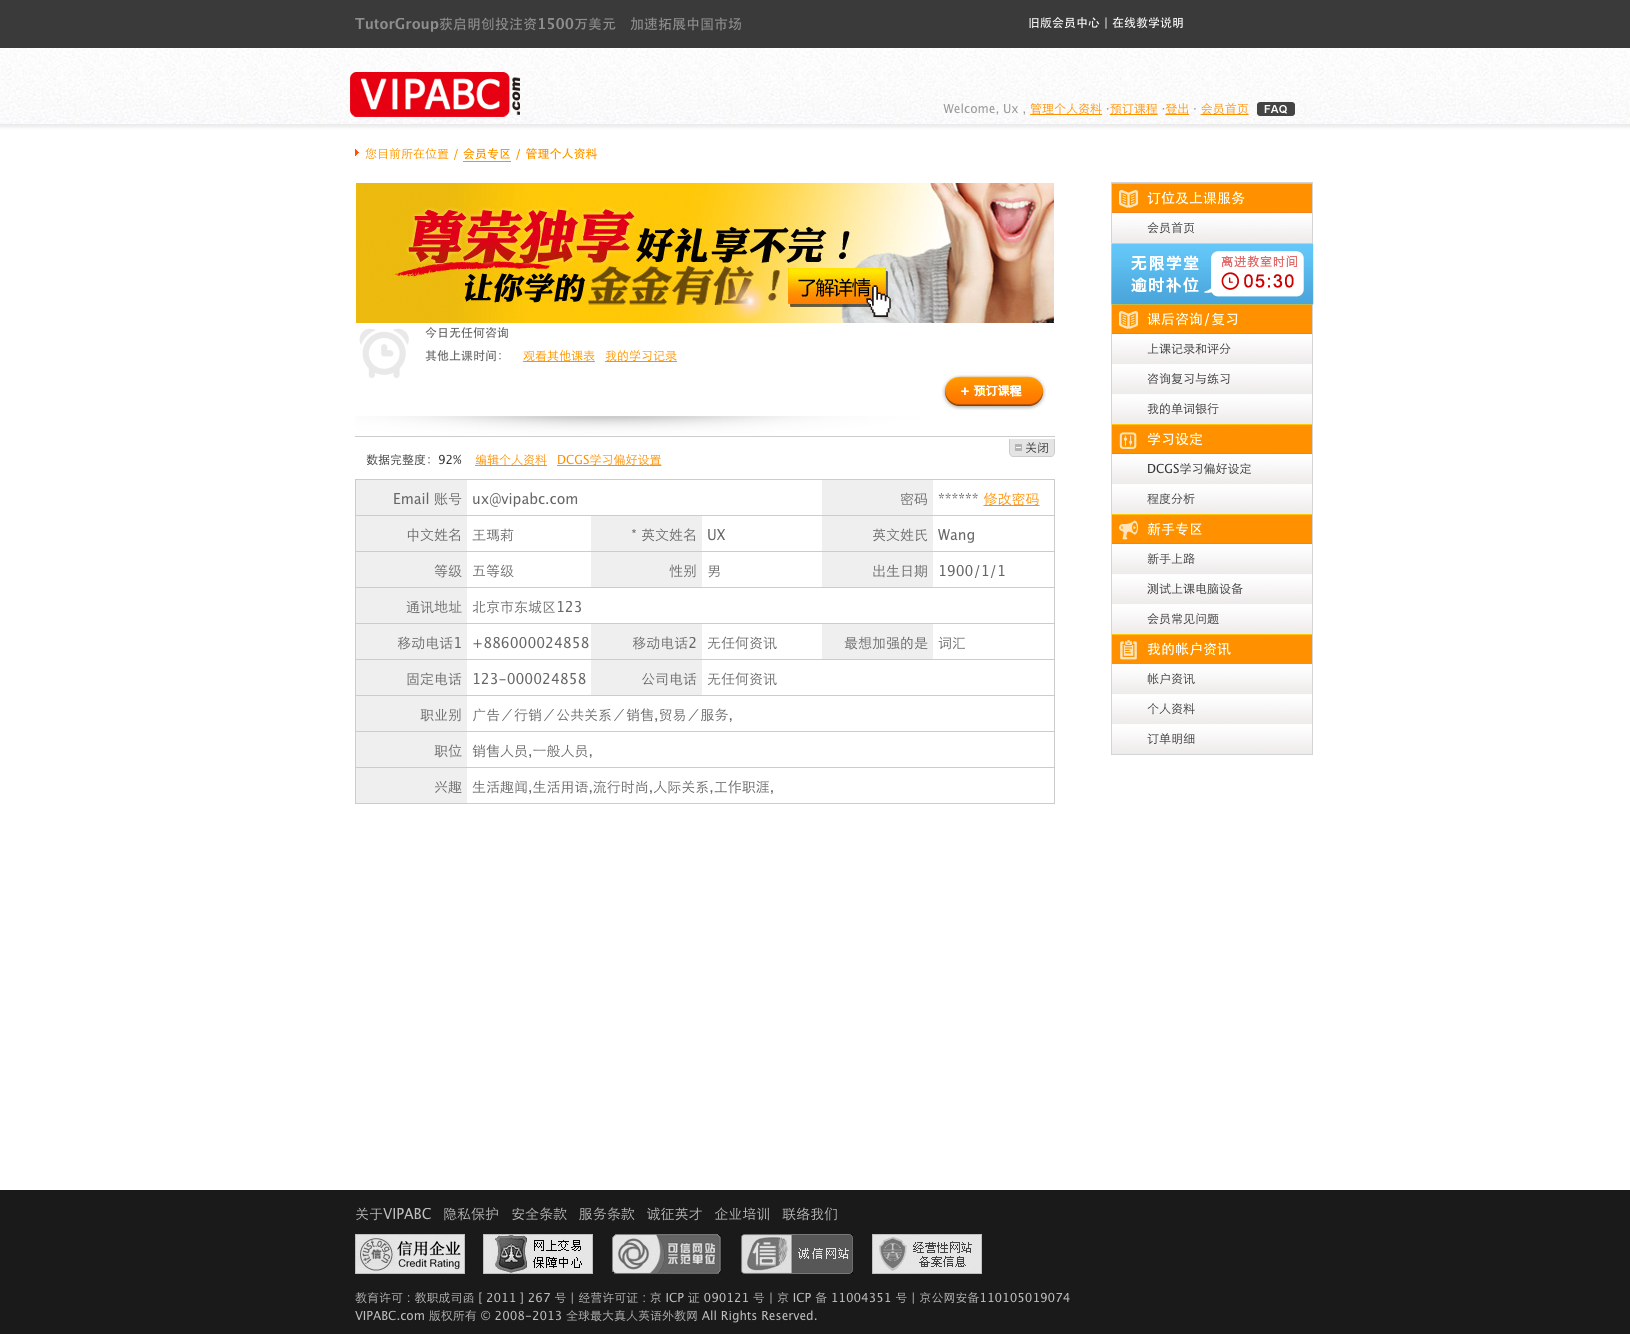 TutorGroup获启明创投注资1500万美元 加速拓展中国市场
旧版会员中心 | 在线教学说明
VIPABC.com
Welcome, Ux , 管理个人资料 ·预订课程 ·登出 · 会员首页 FAQ
您目前所在位置 / 会员专区 / 管理个人资料
尊荣独享好礼享不完！
让你学的金金有位！
了解详情
今日无任何咨询
其他上课时间： 观看其他课表 我的学习记录
+ 预订课程
关闭
数据完整度：92% 编辑个人资料 DCGS学习偏好设置
Email 账号 ux@vipabc.com 密码 ****** 修改密码
中文姓名 王瑪莉 * 英文姓名 UX 英文姓氏 Wang
等级 五等级 性别 男 出生日期 1900/1/1
通讯地址 北京市东城区123
移动电话1 +886000024858 移动电话2 无任何资讯 最想加强的是 词汇
固定电话 123-000024858 公司电话 无任何资讯
职业别 广告／行销／公共关系／销售,贸易／服务,
职位 销售人员,一般人员,
兴趣 生活趣闻,生活用语,流行时尚,人际关系,工作职涯,
订位及上课服务
会员首页
无限学堂
逾时补位
离进教室时间
05:30
课后咨询/复习
上课记录和评分
咨询复习与练习
我的单词银行
学习设定
DCGS学习偏好设定
程度分析
新手专区
新手上路
测试上课电脑设备
会员常见问题
我的帐户资讯
帐户资讯
个人资料
订单明细
关于VIPABC 隐私保护 安全条款 服务条款 诚征英才 企业培训 联络我们
信用企业
Credit Rating
网上交易
保障中心
可信网站
示范单位
信 诚信网站
经营性网站
备案信息
教育许可 : 教职成司函 [ 2011 ] 267 号 | 经营许可证 : 京 ICP 证 090121 号 | 京 ICP 备 11004351 号 | 京公网安备110105019074
VIPABC.com 版权所有 © 2008-2013 全球最大真人英语外教网 All Rights Reserved.